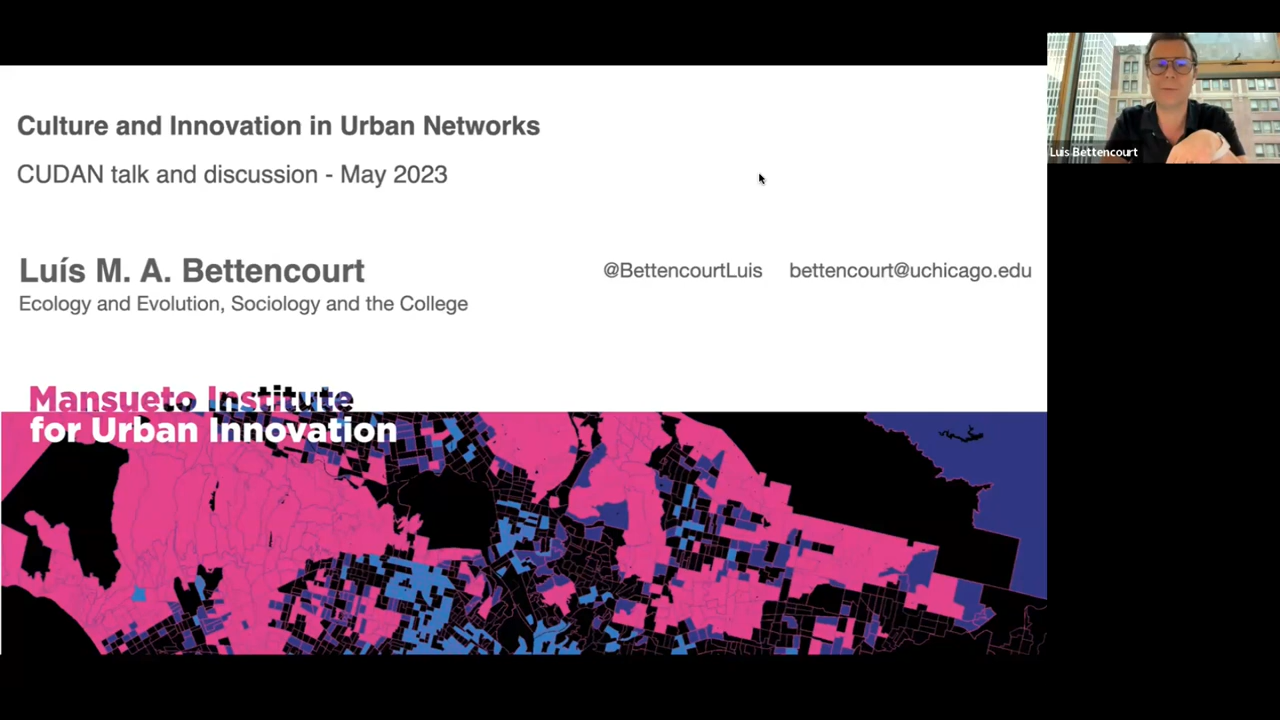 Culture and Innovation in Urban Networks
CUDAN talk and discussion - May 2023
Luís M. A. Bettencourt
Ecology and Evolution, Sociology and the College
@BettencourtLuis bettencourt@uchicago.edu
Mansueto Institute
for Urban Innovation
Luis Bettencourt